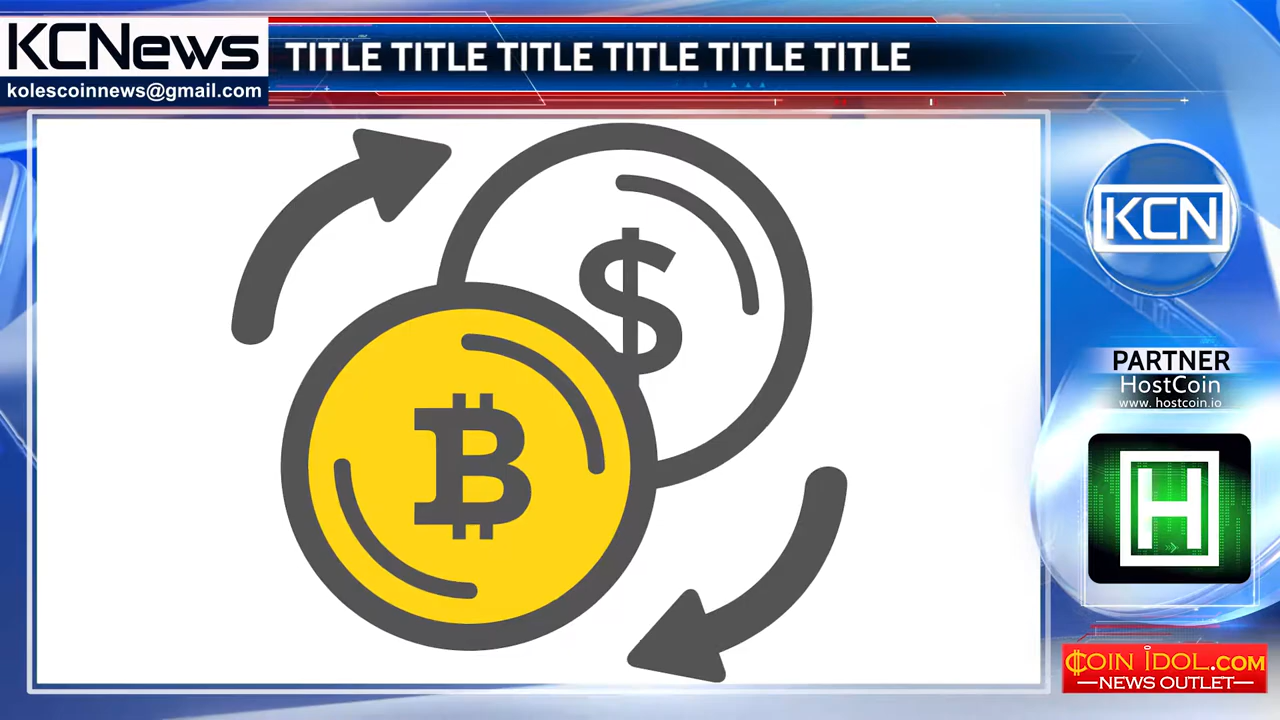 KCNews
kolescoinnews@gmail.com
TITLE TITLE TITLE TITLE TITLE TITLE
$
B
KCN
PARTNER
HostCoin
www. hostcoin.io
H
COIN IDOL.COM
NEWS OUTLET